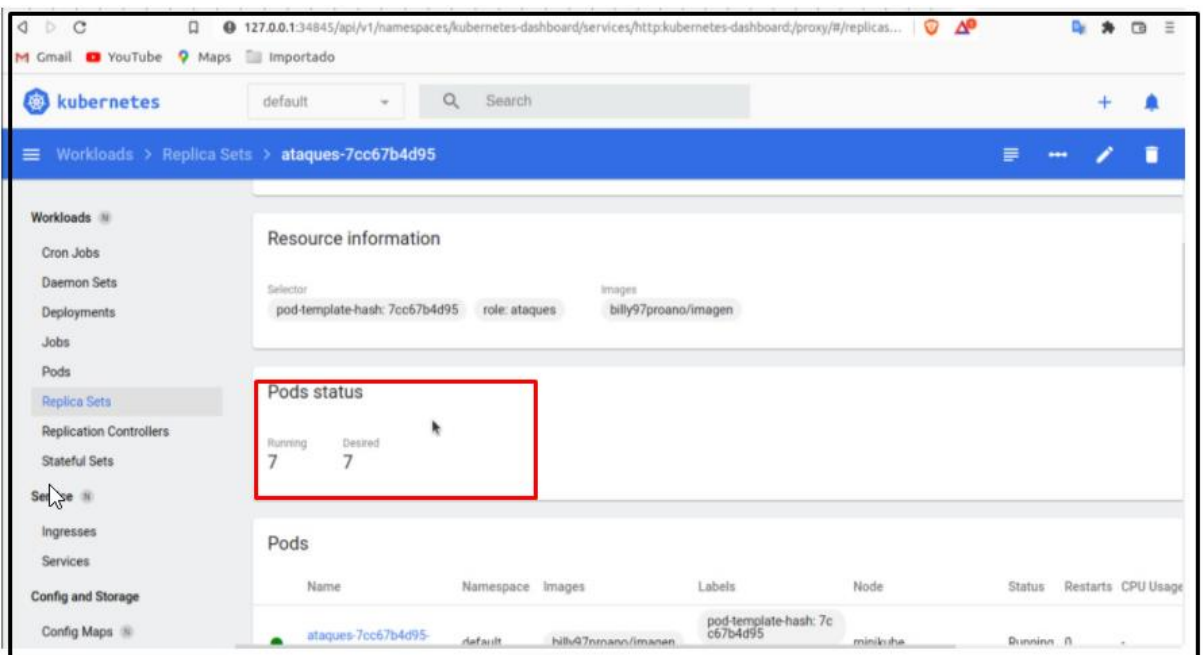 127.0.0.1:34845/api/v1/namespaces/kubernetes-dashboard/services/http:kubernetes-dashboard:/proxy/#/replicas...
Gmail YouTube Maps Importado
kubernetes default Search
Workloads > Replica Sets > ataques-7cc67b4d95
Workloads N
Cron Jobs
Daemon Sets
Deployments
Jobs
Pods
Replica Sets
Replication Controllers
Stateful Sets
Service N
Ingresses
Services
Config and Storage
Config Maps N
Resource information
Selector Images
pod-template-hash: 7cc67b4d95 role: ataques billy97proano/imagen
Pods status
Running Desired
7 7
Pods
Name Namespace Images Labels Node Status Restarts CPU Usage
pod-template-hash: 7c
ataques-7cc67b4d95- default billy97proano/imagen c67b4d95 minikube Running 0 -